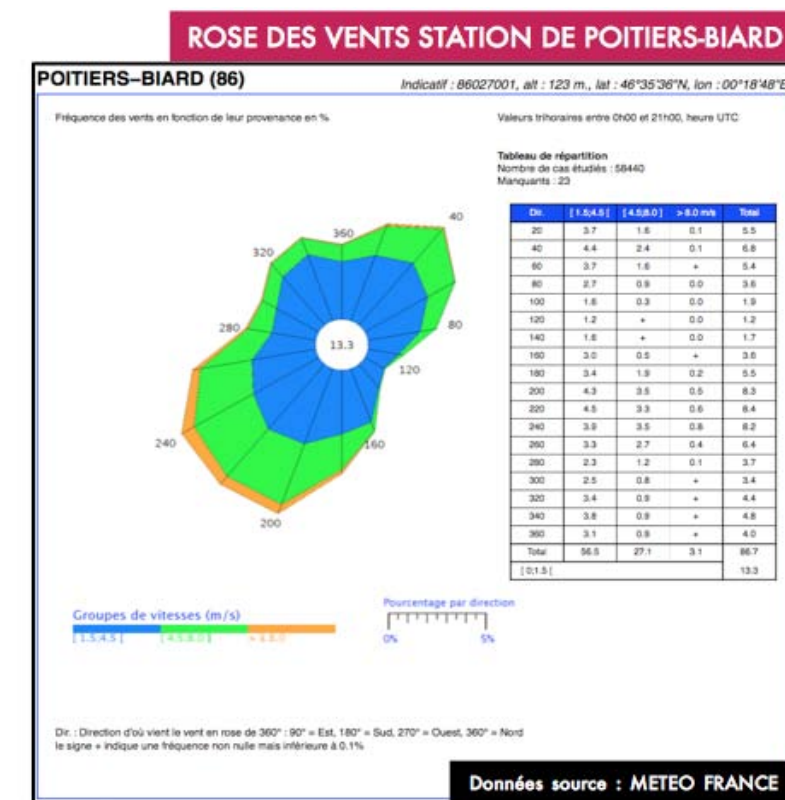 ROSE DES VENTS STATION DE POITIERS-BIARD
POITIERS–BIARD (86)
Indicatif : 86027001, alt : 123 m., lat : 46°35'36"N, lon : 00°18'48"E
Fréquence des vents en fonction de leur provenance en %
Valeurs trihoraires entre 0h00 et 21h00, heure UTC
Tableau de répartition
Nombre de cas étudiés : 58440
Manquants : 23
Dir. [ 1.5;4.5 [ [ 4.5;8.0 ] > 8.0 m/s Total
20 3.7 1.6 0.1 5.5
40 4.4 2.4 0.1 6.8
60 3.7 1.6 + 5.4
80 2.7 0.9 0.0 3.6
100 1.6 0.3 0.0 1.9
120 1.2 + 0.0 1.2
140 1.6 + 0.0 1.7
160 3.0 0.5 + 3.6
180 3.4 1.9 0.2 5.5
200 4.3 3.5 0.5 8.3
220 4.5 3.3 0.6 8.4
240 3.9 3.5 0.8 8.2
260 3.3 2.7 0.4 6.4
280 2.3 1.2 0.1 3.7
300 2.5 0.8 + 3.4
320 3.4 0.9 + 4.4
340 3.8 0.9 + 4.8
360 3.1 0.9 + 4.0
Total 56.5 27.1 3.1 86.7
[ 0;1.5 [ 13.3
360
40
320
280
80
13.3
120
240
160
200
Groupes de vitesses (m/s)
[ 1.5;4.5 [ [ 4.5;8.0 ] > 8.0
Pourcentage par direction
0% 5%
Dir. : Direction d'où vient le vent en rose de 360° : 90° = Est, 180° = Sud, 270° = Ouest, 360° = Nord
le signe + indique une fréquence non nulle mais inférieure à 0.1%
Données source : METEO FRANCE